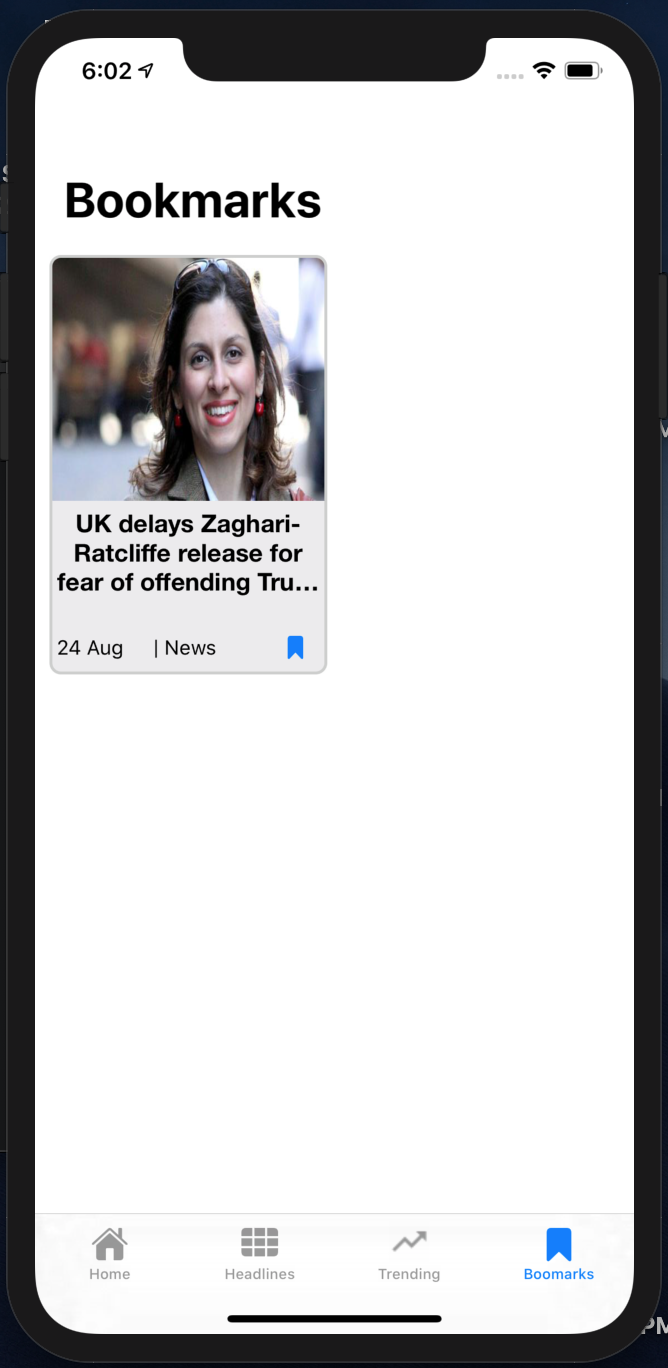 6:02
Bookmarks
UK delays Zaghari-
Ratcliffe release for
fear of offending Tru...
24 Aug | News
Home Headlines Trending Boomarks
PM